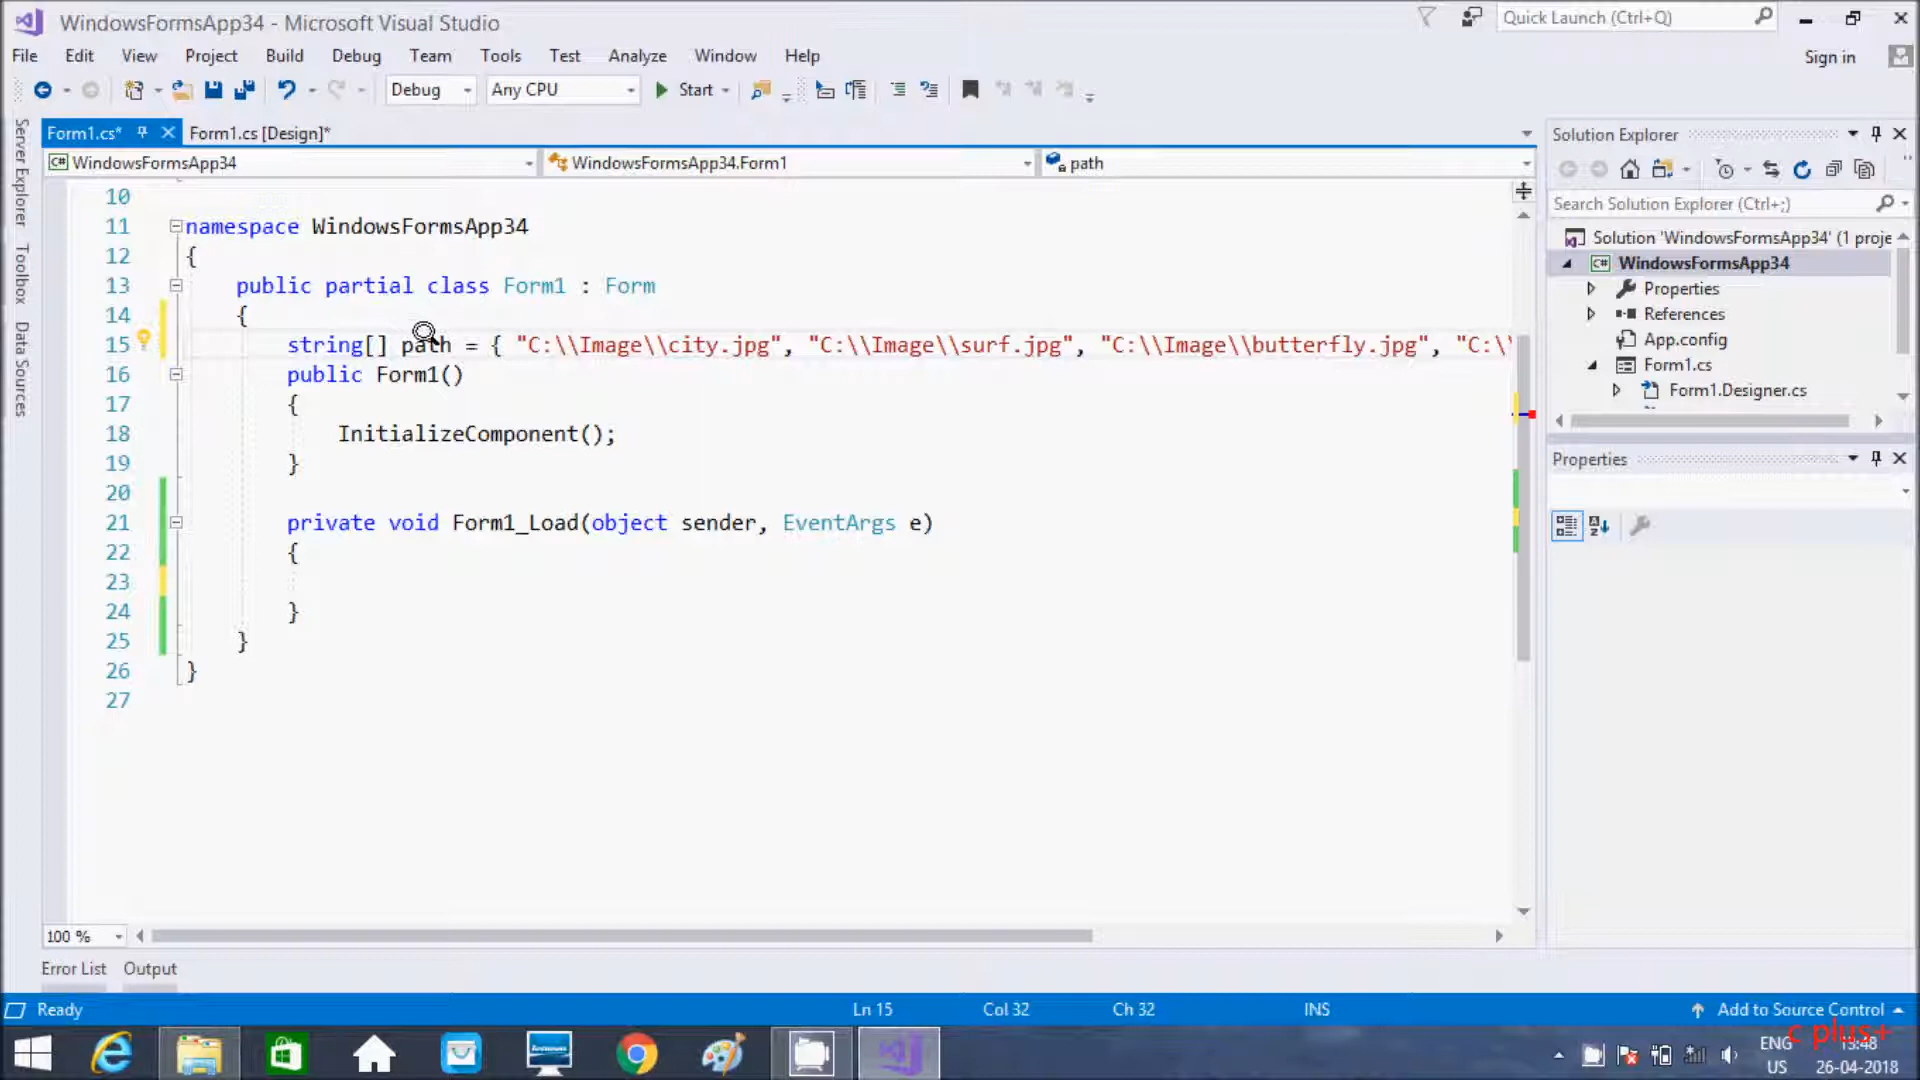 WindowsFormsApp34 - Microsoft Visual Studio
Quick Launch (Ctrl+Q)
File Edit View Project Build Debug Team Tools Test Analyze Window Help
Sign in
Debug Any CPU Start
Server Explorer
Toolbox
Data Sources
Form1.cs* Form1.cs [Design]*
WindowsFormsApp34 WindowsFormsApp34.Form1 path
10
11 namespace WindowsFormsApp34
12 {
13 public partial class Form1 : Form
14 {
15 string[] path = { "C:\\Image\\city.jpg", "C:\\Image\\surf.jpg", "C:\\Image\\butterfly.jpg", "C:\\
16 public Form1()
17 {
18 InitializeComponent();
19 }
20
21 private void Form1_Load(object sender, EventArgs e)
22 {
23
24 }
25 }
26 }
27
100 %
Error List Output
Solution Explorer
Search Solution Explorer (Ctrl+;)
Solution 'WindowsFormsApp34' (1 proje
WindowsFormsApp34
Properties
References
App.config
Form1.cs
Form1.Designer.cs
Properties
Ready Ln 15 Col 32 Ch 32 INS Add to Source Control
c plus+
ENG 13:48
US 26-04-2018